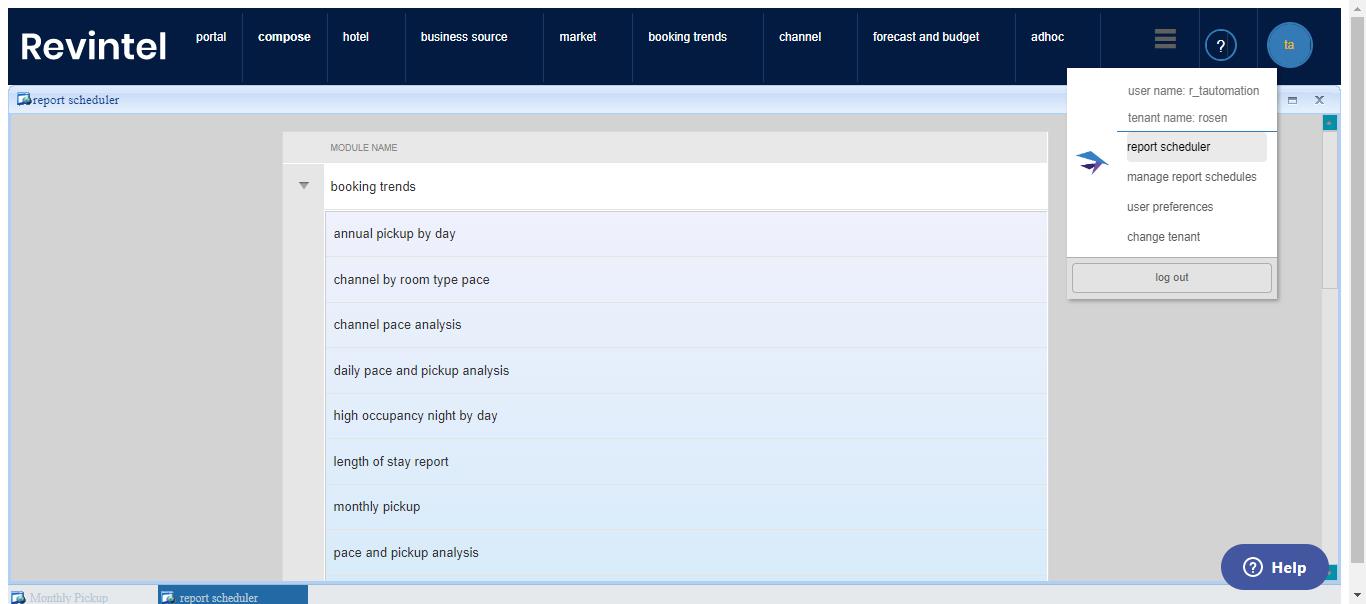 Revintel
portal
compose
hotel
business source
market
booking trends
channel
forecast and budget
adhoc
?
ta
report scheduler
user name: r_tautomation
tenant name: rosen
report scheduler
manage report schedules
user preferences
change tenant
log out
MODULE NAME
booking trends
annual pickup by day
channel by room type pace
channel pace analysis
daily pace and pickup analysis
high occupancy night by day
length of stay report
monthly pickup
pace and pickup analysis
? Help
Monthly Pickup
report scheduler